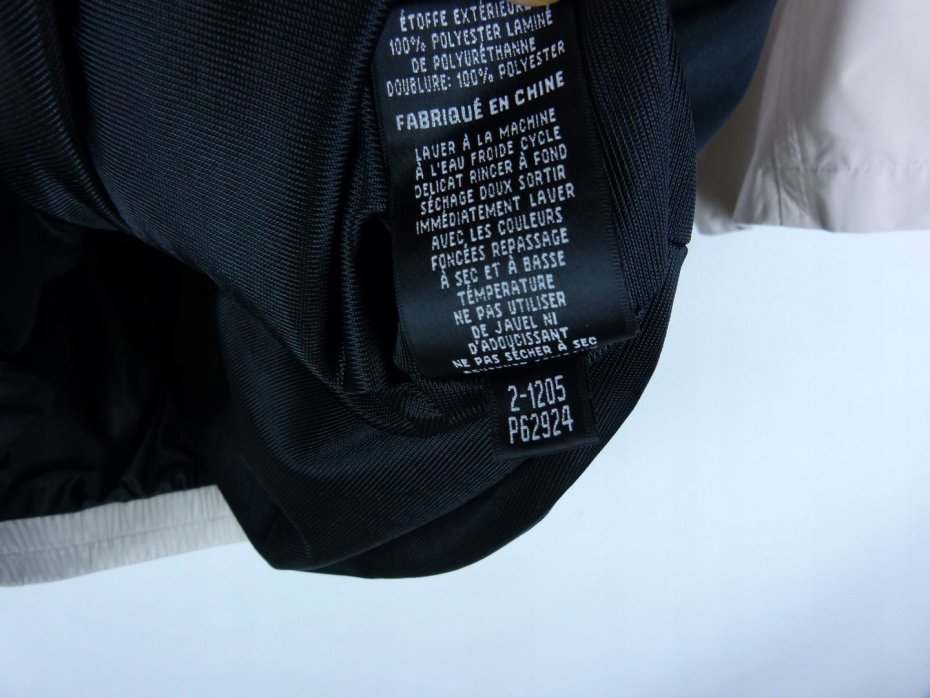 ÉTOFFE EXTÉRIEURE
100% POLYESTER LAMINÉ
DE POLYURÉTHANNE
DOUBLURE: 100% POLYESTER
FABRIQUÉ EN CHINE
LAVER À LA MACHINE
À L'EAU FROIDE CYCLE
DELICAT RINCER À FOND
SÉCHAGE DOUX SORTIR
IMMÉDIATEMENT LAVER
AVEC LES COULEURS
FONCÉES REPASSAGE
À SEC ET À BASSE
TEMPÉRATURE
NE PAS UTILISER
DE JAVEL NI
D'ADOUCISSANT
NE PAS SÉCHER À SEC
2-1205
P62924